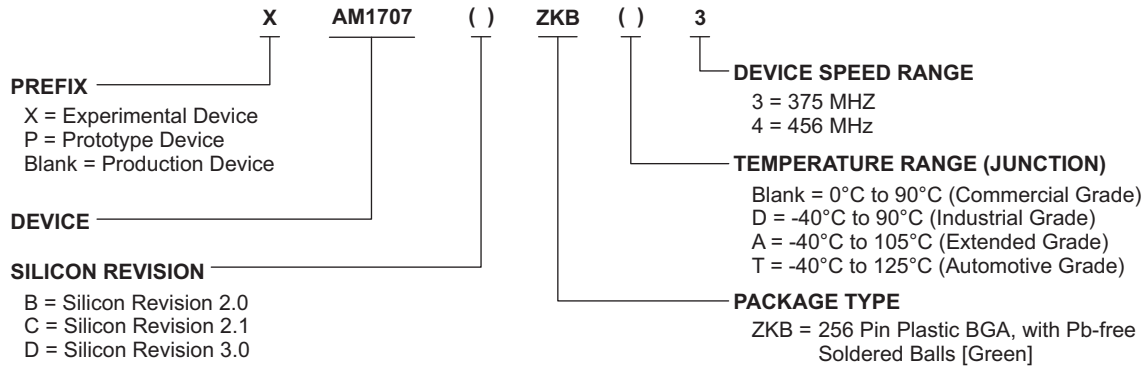 X AM1707 ( ) ZKB ( ) 3
PREFIX
X = Experimental Device
P = Prototype Device
Blank = Production Device
DEVICE
SILICON REVISION
B = Silicon Revision 2.0
C = Silicon Revision 2.1
D = Silicon Revision 3.0
DEVICE SPEED RANGE
3 = 375 MHZ
4 = 456 MHz
TEMPERATURE RANGE (JUNCTION)
Blank = 0°C to 90°C (Commercial Grade)
D = -40°C to 90°C (Industrial Grade)
A = -40°C to 105°C (Extended Grade)
T = -40°C to 125°C (Automotive Grade)
PACKAGE TYPE
ZKB = 256 Pin Plastic BGA, with Pb-free
Soldered Balls [Green]